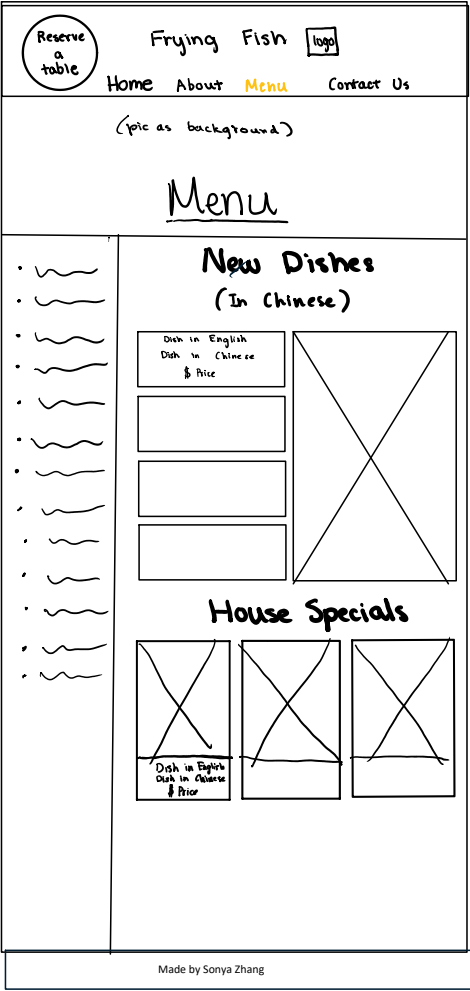 Reserve
a
table
Frying Fish logo
Home About Menu Contact Us
(pic as background)
Menu
New Dishes
(In Chinese)
Dish in English
Dish in Chinese
$ Price
House Specials
Dish in English
Dish in Chinese
$ Price
Made by Sonya Zhang